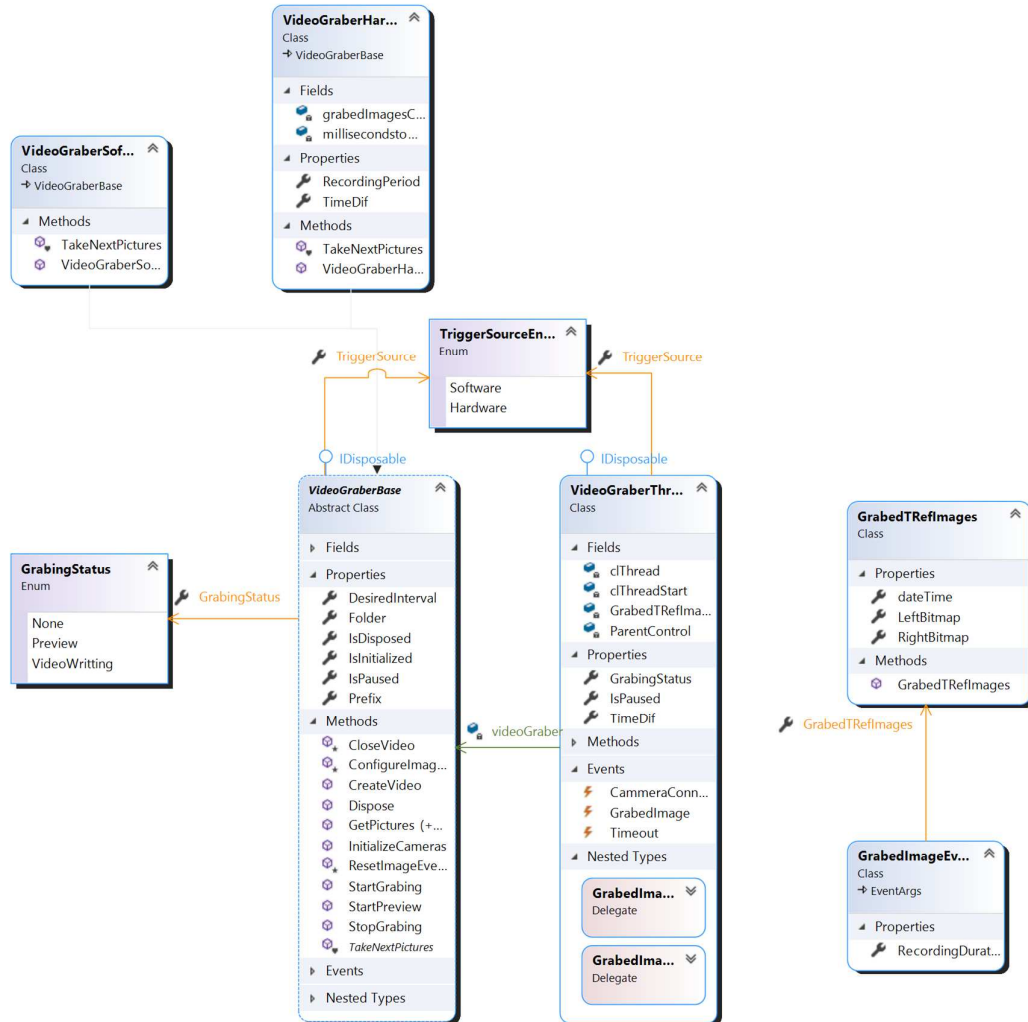 VideoGraberHar...
Class
VideoGraberBase
Fields
grabedImagesC...
millisecondsto...
Properties
RecordingPeriod
TimeDif
Methods
TakeNextPictures
VideoGraberHa...
VideoGraberSof...
Class
VideoGraberBase
Methods
TakeNextPictures
VideoGraberSo...
TriggerSourceEn...
Enum
Software
Hardware
TriggerSource
TriggerSource
IDisposable
IDisposable
VideoGraberBase
Abstract Class
Fields
Properties
DesiredInterval
Folder
IsDisposed
IsInitialized
IsPaused
Prefix
Methods
CloseVideo
ConfigureImag...
CreateVideo
Dispose
GetPictures (+...
InitializeCameras
ResetImageEve...
StartGrabing
StartPreview
StopGrabing
TakeNextPictures
Events
Nested Types
GrabingStatus
Enum
None
Preview
VideoWritting
GrabingStatus
videoGraber
VideoGraberThr...
Class
Fields
clThread
clThreadStart
GrabedTRefIma...
ParentControl
Properties
GrabingStatus
IsPaused
TimeDif
Methods
Events
CammeraConn...
GrabedImage
Timeout
Nested Types
GrabedIma...
Delegate
GrabedIma...
Delegate
GrabedTRefImages
Class
Properties
dateTime
LeftBitmap
RightBitmap
Methods
GrabedTRefImages
GrabedTRefImages
GrabedImageEv...
Class
EventArgs
Properties
RecordingDurat...